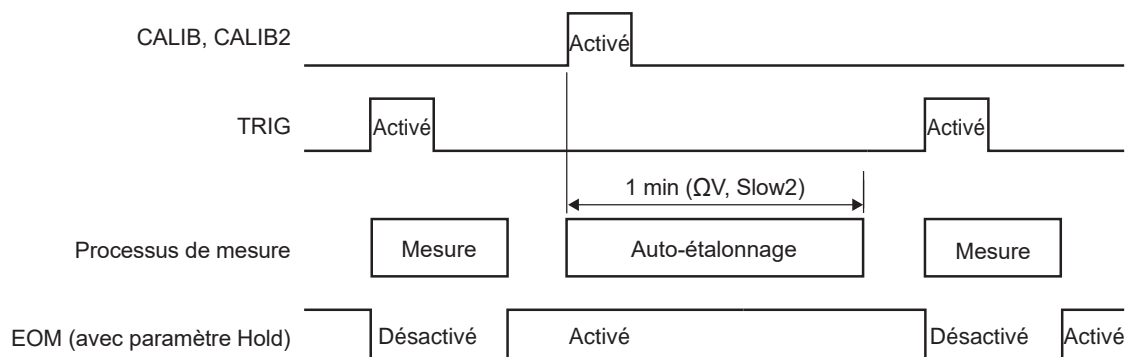 CALIB, CALIB2
Activé
TRIG
Activé
Activé
1 min (ΩV, Slow2)
Processus de mesure
Mesure
Auto-étalonnage
Mesure
EOM (avec paramètre Hold)
Désactivé
Activé
Désactivé
Activé